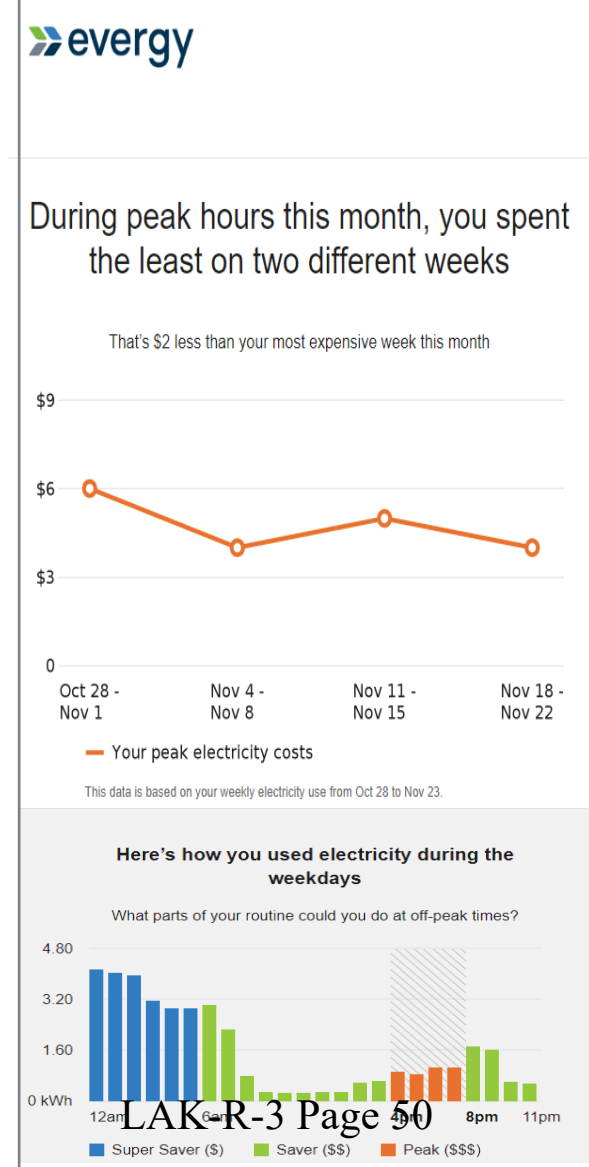 evergy
During peak hours this month, you spent
the least on two different weeks
That's $2 less than your most expensive week this month
$9
$6
$3
0
Oct 28 - Nov 4 - Nov 11 - Nov 18 -
Nov 1 Nov 8 Nov 15 Nov 22
Your peak electricity costs
This data is based on your weekly electricity use from Oct 28 to Nov 23.
Here's how you used electricity during the
weekdays
What parts of your routine could you do at off-peak times?
4.80
3.20
1.60
0 kWh
12am 6am 4pm 8pm 11pm
LAK-R-3 Page 50
Super Saver ($) Saver ($$) Peak ($$$)